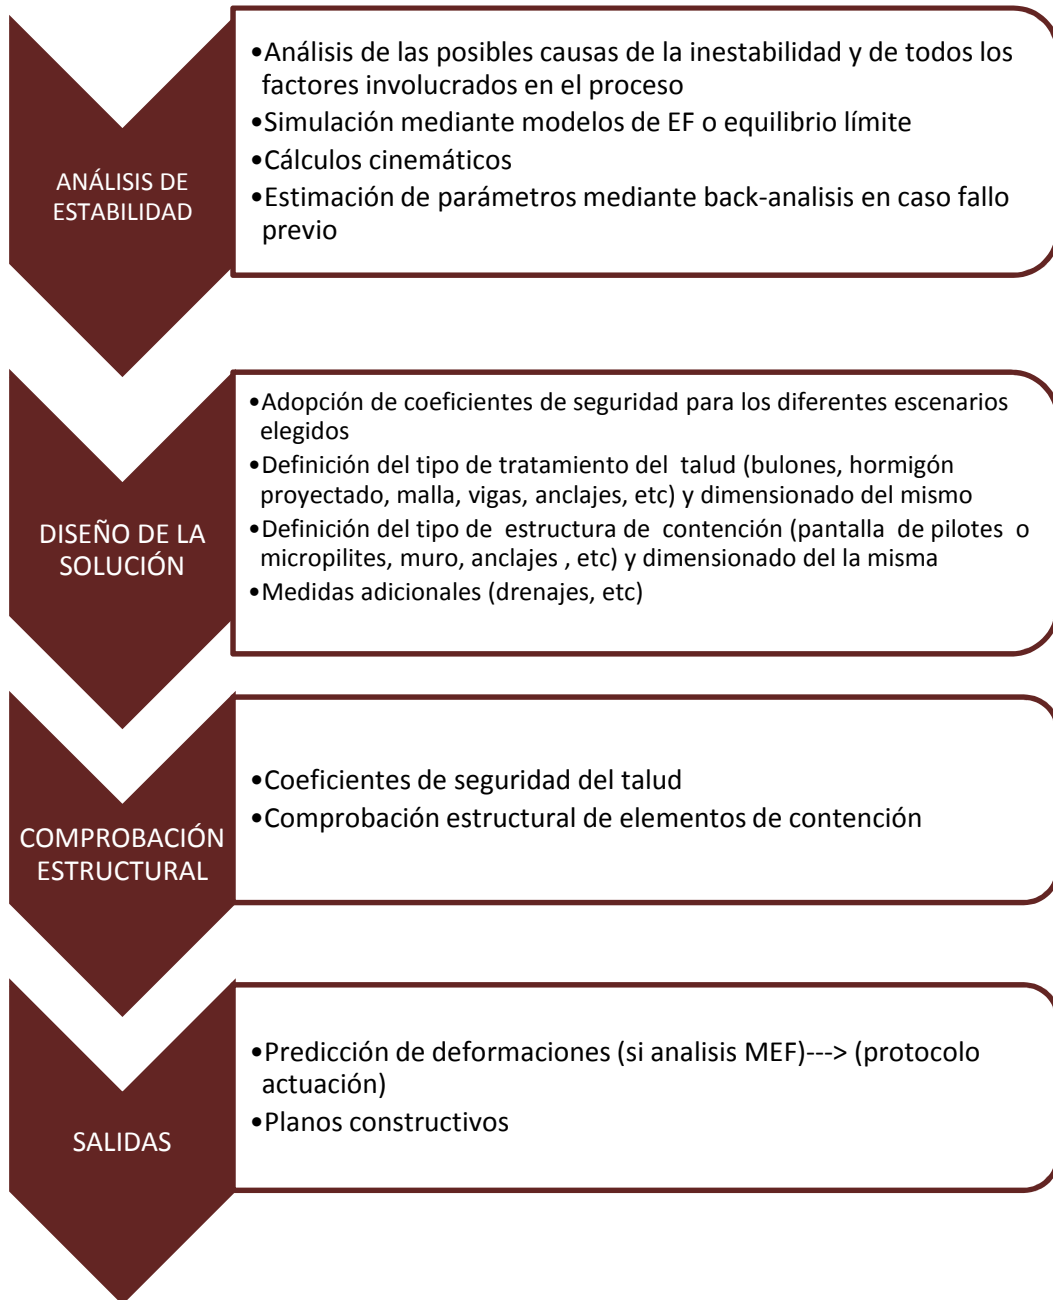 ANÁLISIS DE
ESTABILIDAD
•Análisis de las posibles causas de la inestabilidad y de todos los
factores involucrados en el proceso
•Simulación mediante modelos de EF o equilibrio límite
•Cálculos cinemáticos
•Estimación de parámetros mediante back-analisis en caso fallo
previo
DISEÑO DE LA
SOLUCIÓN
•Adopción de coeficientes de seguridad para los diferentes escenarios
elegidos
•Definición del tipo de tratamiento del talud (bulones, hormigón
proyectado, malla, vigas, anclajes, etc) y dimensionado del mismo
•Definición del tipo de estructura de contención (pantalla de pilotes o
micropilites, muro, anclajes , etc) y dimensionado del la misma
•Medidas adicionales (drenajes, etc)
COMPROBACIÓN
ESTRUCTURAL
•Coeficientes de seguridad del talud
•Comprobación estructural de elementos de contención
SALIDAS
•Predicción de deformaciones (si analisis MEF)---> (protocolo
actuación)
•Planos constructivos